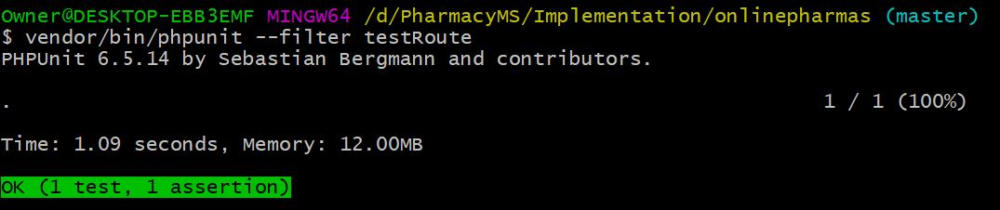 Owner@DESKTOP-EBB3EMF MINGW64 /d/PharmacyMS/Implementation/onlinepharmas (master)
$ vendor/bin/phpunit --filter testRoute
PHPUnit 6.5.14 by Sebastian Bergmann and contributors.
. 1 / 1 (100%)
Time: 1.09 seconds, Memory: 12.00MB
OK (1 test, 1 assertion)